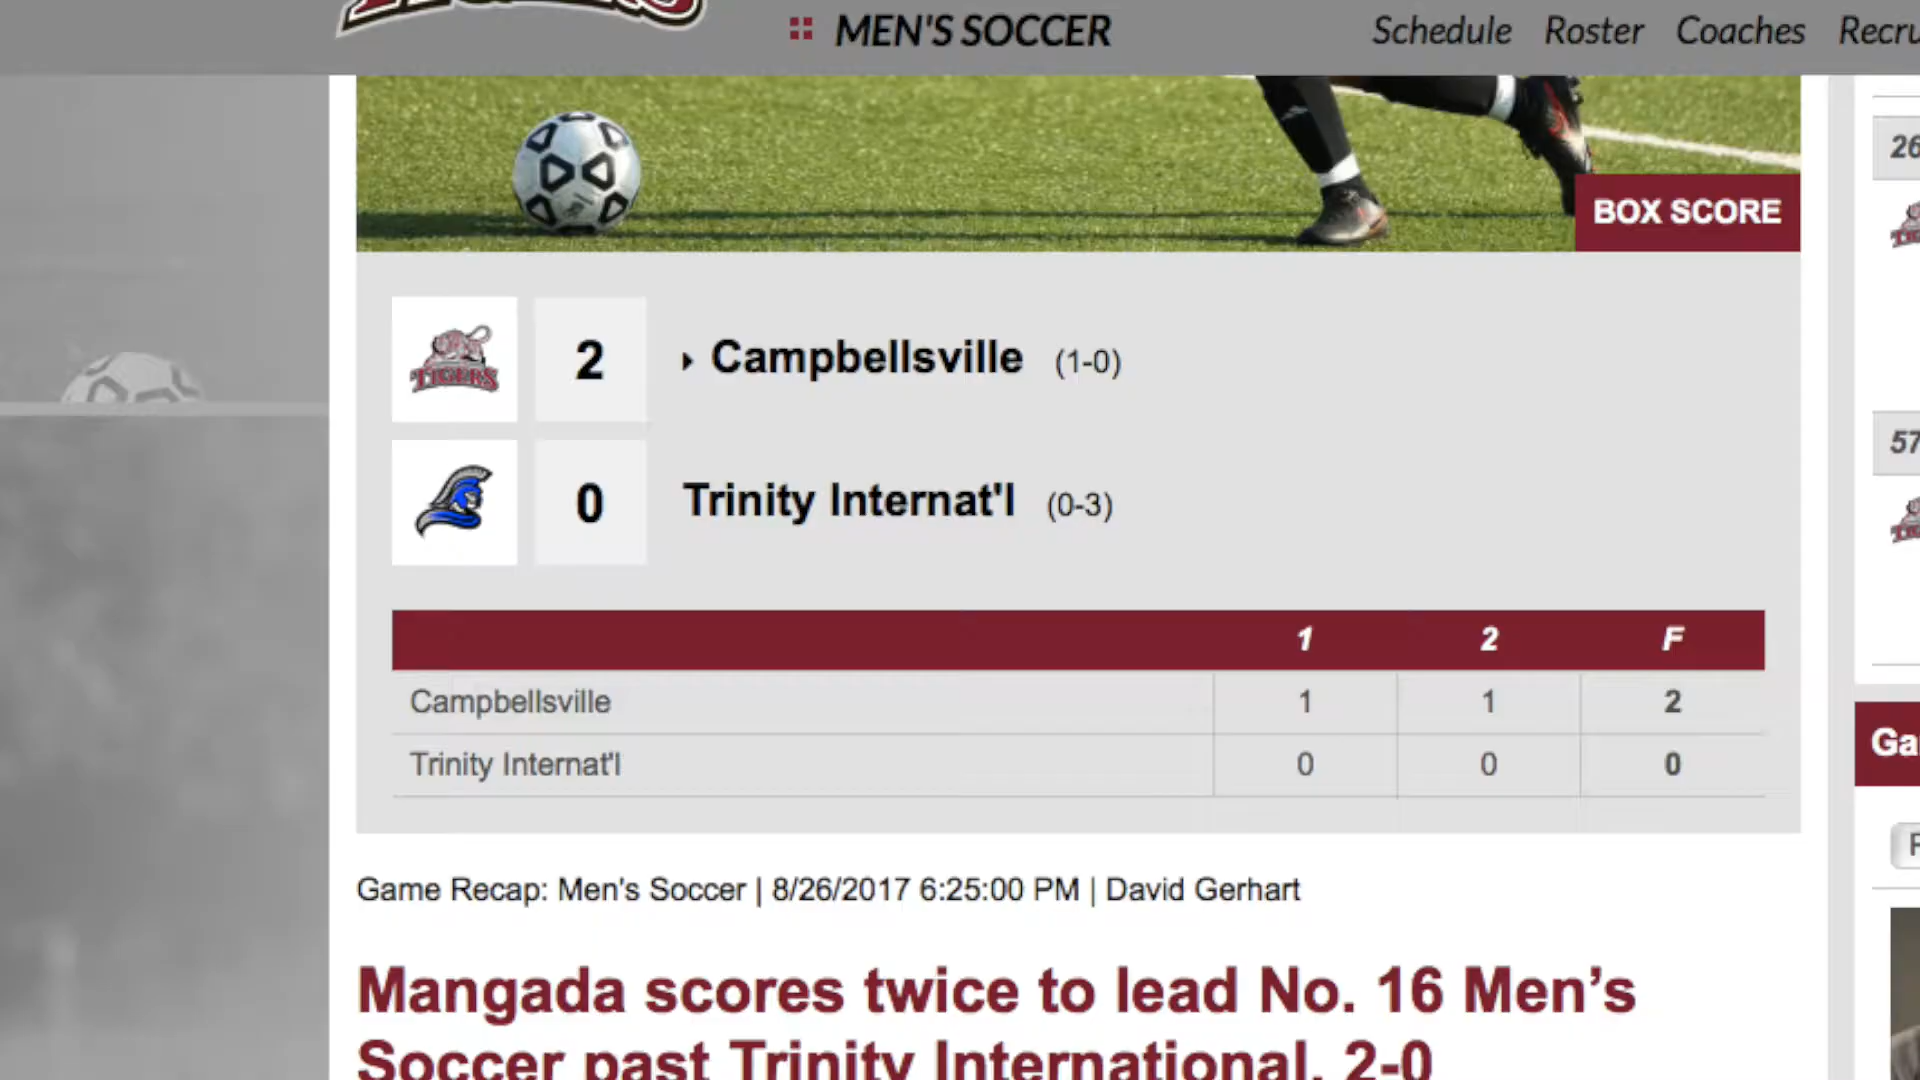 MEN'S SOCCER
Schedule Roster Coaches
BOX SCORE
TIGERS
2 Campbellsville (1-0)
0 Trinity Internat'l (0-3)
1 2 F
Campbellsville 1 1 2
Trinity Internat'l 0 0 0
Game Recap: Men's Soccer | 8/26/2017 6:25:00 PM | David Gerhart
Mangada scores twice to lead No. 16 Men’s
Soccer past Trinity International, 2-0